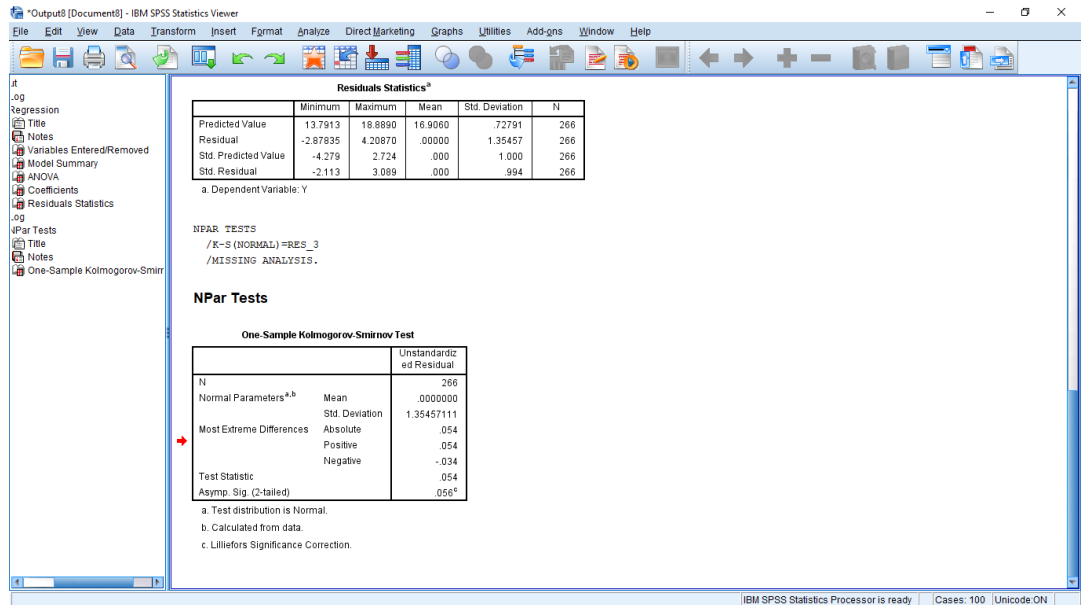 *Output8 [Document8] - IBM SPSS Statistics Viewer
File Edit View Data Transform Insert Format Analyze Direct Marketing Graphs Utilities Add-ons Window Help
ut
Log
Regression
Title
Notes
Variables Entered/Removed
Model Summary
ANOVA
Coefficients
Residuals Statistics
Log
NPar Tests
Title
Notes
One-Sample Kolmogorov-Smirr
Residuals Statistics^a
Minimum Maximum Mean Std. Deviation N
Predicted Value 13.7913 18.8890 16.9060 .72791 266
Residual -2.87835 4.20870 .00000 1.35457 266
Std. Predicted Value -4.279 2.724 .000 1.000 266
Std. Residual -2.113 3.089 .000 .994 266
a. Dependent Variable: Y
NPAR TESTS
/K-S(NORMAL)=RES_3
/MISSING ANALYSIS.
NPar Tests
One-Sample Kolmogorov-Smirnov Test
Unstandardiz
ed Residual
N 266
Normal Parameters^a,b Mean .0000000
Std. Deviation 1.35457111
Most Extreme Differences Absolute .054
Positive .054
Negative -.034
Test Statistic .054
Asymp. Sig. (2-tailed) .056^c
a. Test distribution is Normal.
b. Calculated from data.
c. Lilliefors Significance Correction.
IBM SPSS Statistics Processor is ready Cases: 100 Unicode:ON